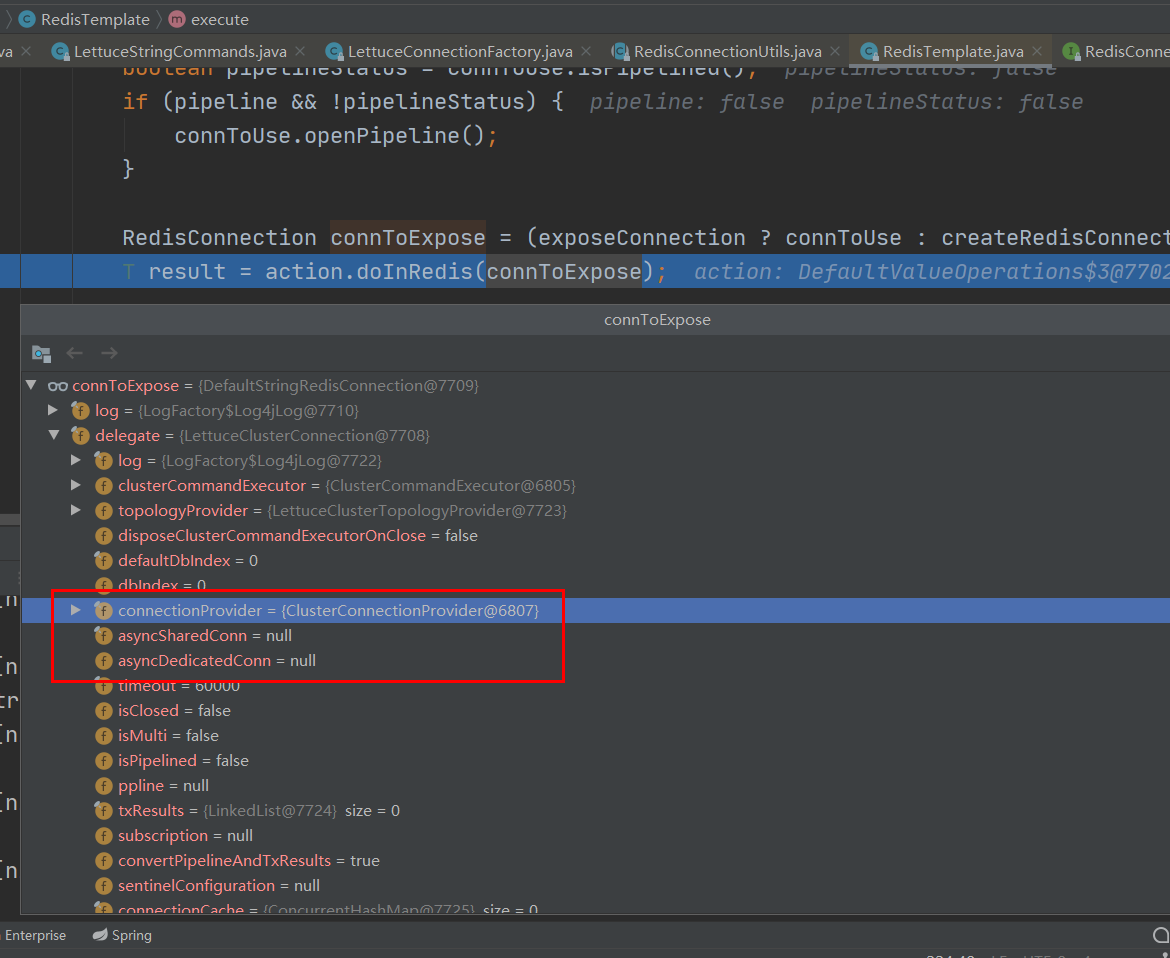 RedisTemplate execute
va LettuceStringCommands.java LettuceConnectionFactory.java RedisConnectionUtils.java RedisTemplate.java RedisConne
boolean pipelineStatus = connToUse.isPipelined(); pipelineStatus: false
if (pipeline && !pipelineStatus) { pipeline: false pipelineStatus: false
connToUse.openPipeline();
}
RedisConnection connToExpose = (exposeConnection ? connToUse : createRedisConnect
T result = action.doInRedis(connToExpose); action: DefaultValueOperations$3@7702
connToExpose
connToExpose = {DefaultStringRedisConnection@7709}
log = {LogFactory$Log4jLog@7710}
delegate = {LettuceClusterConnection@7708}
log = {LogFactory$Log4jLog@7722}
clusterCommandExecutor = {ClusterCommandExecutor@6805}
topologyProvider = {LettuceClusterTopologyProvider@7723}
disposeClusterCommandExecutorOnClose = false
defaultDbIndex = 0
dbIndex = 0
connectionProvider = {ClusterConnectionProvider@6807}
asyncSharedConn = null
asyncDedicatedConn = null
timeout = 60000
isClosed = false
isMulti = false
isPipelined = false
ppline = null
txResults = {LinkedList@7724} size = 0
subscription = null
convertPipelineAndTxResults = true
sentinelConfiguration = null
connectionCache = {ConcurrentHashMap@7725} size = 0
Enterprise Spring